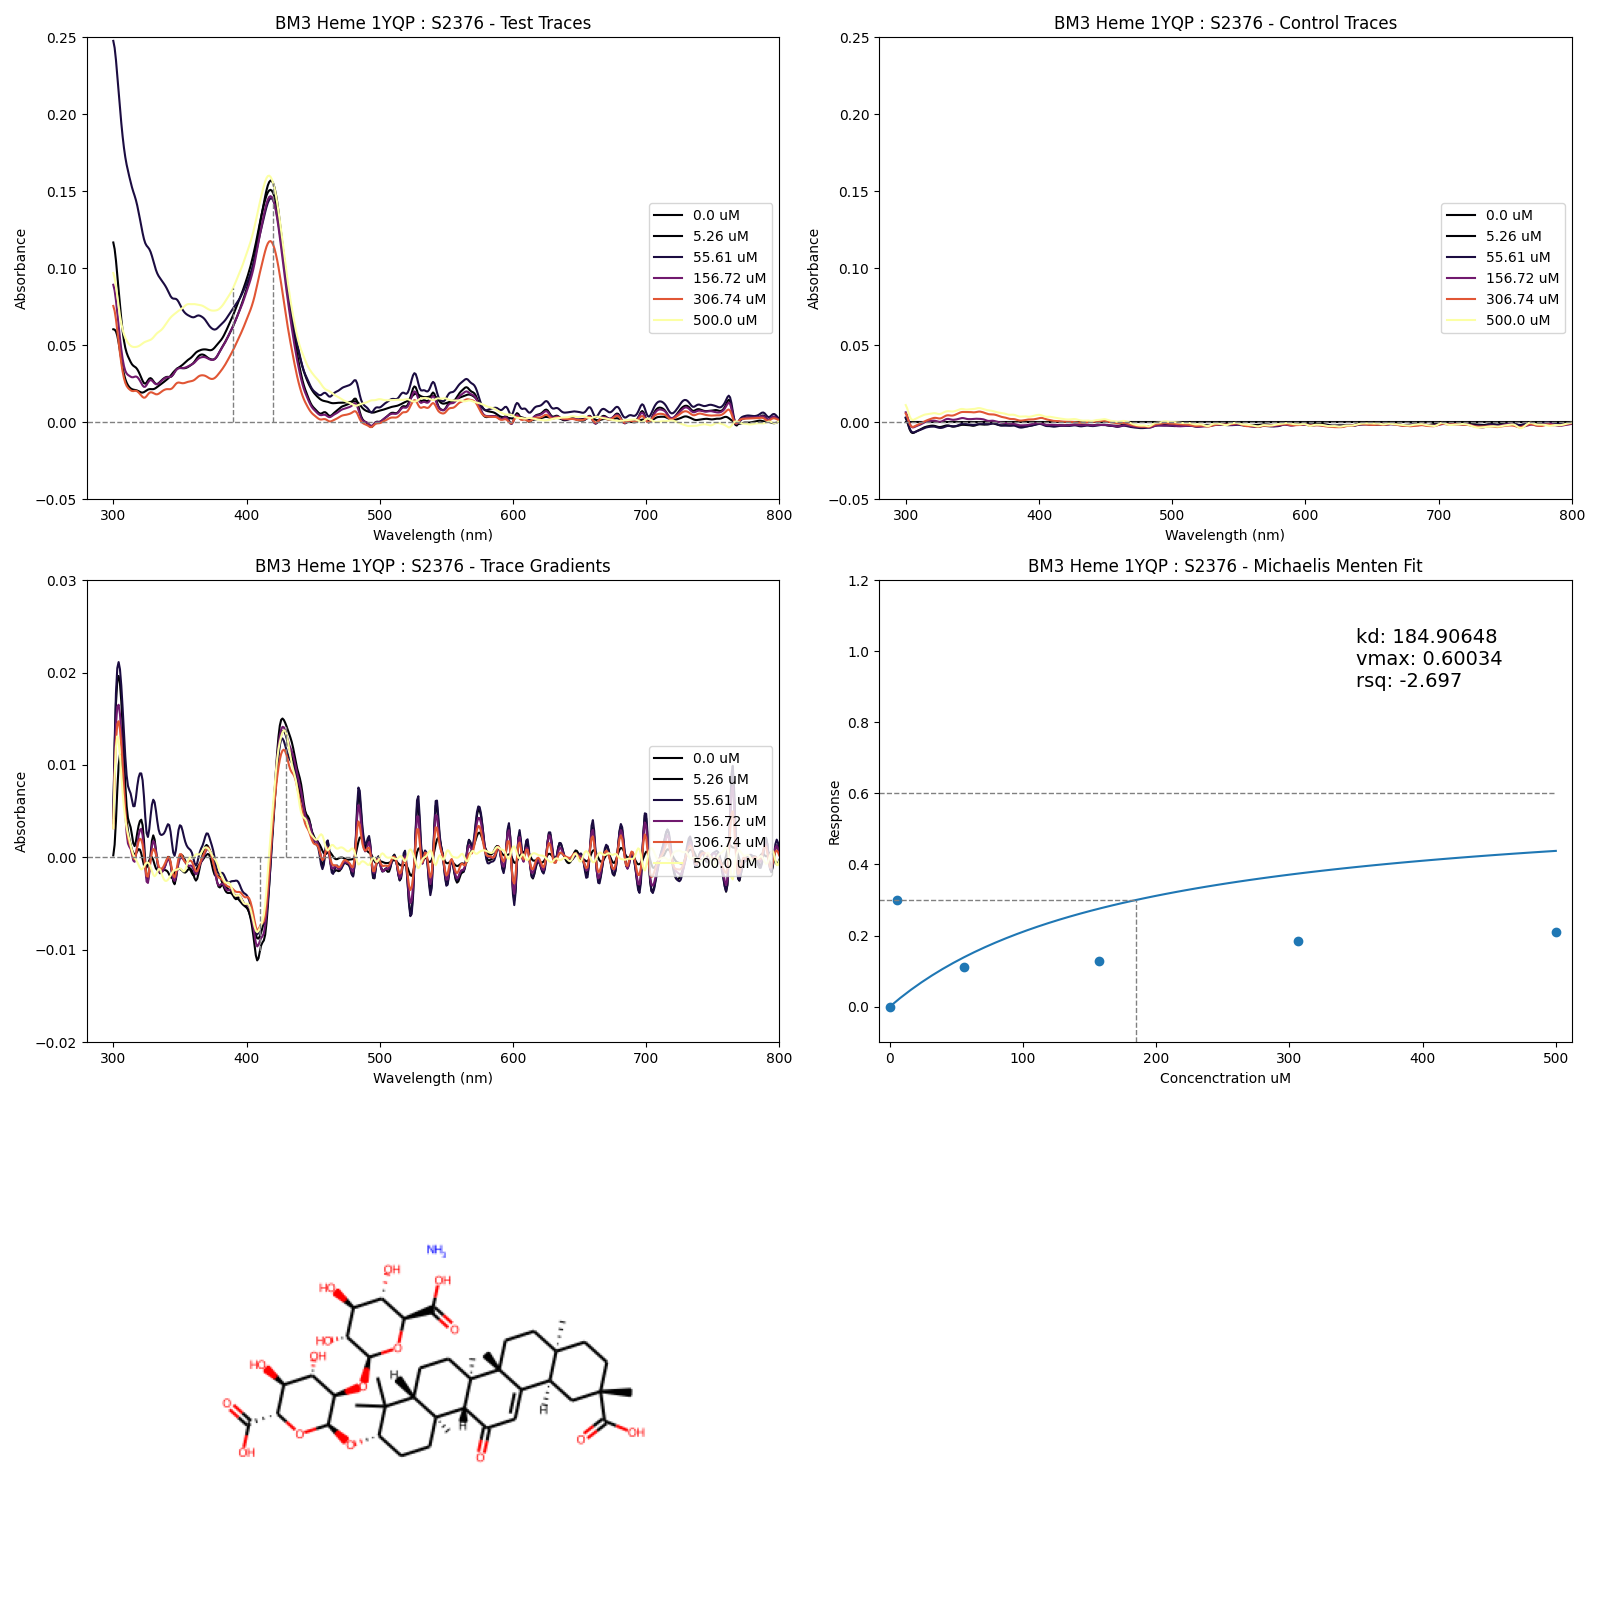 BM3 Heme 1YQP : S2376 - Test Traces
0.25
0.20
0.15
0.10
0.05
0.00
−0.05
Absorbance
0.0 uM
5.26 uM
55.61 uM
156.72 uM
306.74 uM
500.0 uM
300 400 500 600 700 800
Wavelength (nm)
BM3 Heme 1YQP : S2376 - Control Traces
0.25
0.20
0.15
0.10
0.05
0.00
−0.05
Absorbance
0.0 uM
5.26 uM
55.61 uM
156.72 uM
306.74 uM
500.0 uM
300 400 500 600 700 800
Wavelength (nm)
BM3 Heme 1YQP : S2376 - Trace Gradients
0.03
0.02
0.01
0.00
−0.01
−0.02
Absorbance
0.0 uM
5.26 uM
55.61 uM
156.72 uM
306.74 uM
500.0 uM
300 400 500 600 700 800
Wavelength (nm)
BM3 Heme 1YQP : S2376 - Michaelis Menten Fit
1.2
1.0
0.8
0.6
0.4
0.2
0.0
Response
kd: 184.90648
vmax: 0.60034
rsq: -2.697
0 100 200 300 400 500
Concenctration uM
NH3
OH
HO
OH
O
HO
OH
O
HO
O
H
O
O
OH
O
O
H
H
O
O
OH